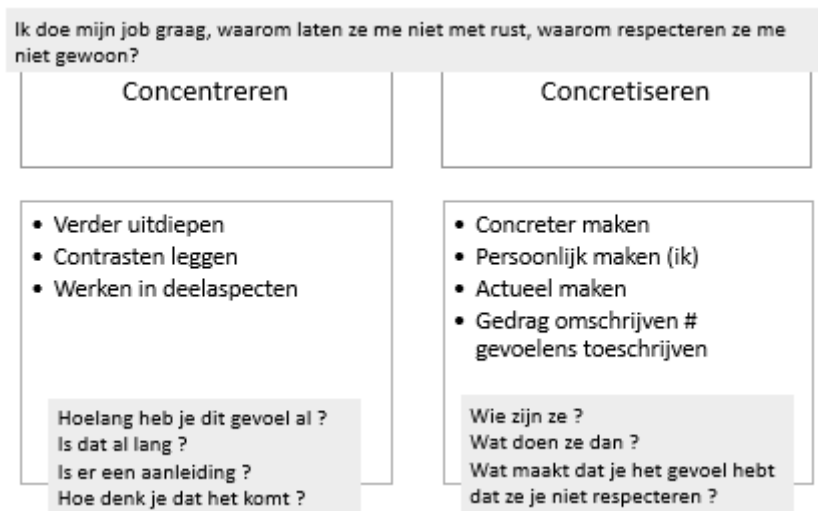 Ik doe mijn job graag, waarom laten ze me niet met rust, waarom respecteren ze me
niet gewoon?
Concentreren
• Verder uitdiepen
• Contrasten leggen
• Werken in deelaspecten
Hoelang heb je dit gevoel al ?
Is dat al lang ?
Is er een aanleiding ?
Hoe denk je dat het komt ?
Concretiseren
• Concreter maken
• Persoonlijk maken (ik)
• Actueel maken
• Gedrag omschrijven #
gevoelens toeschrijven
Wie zijn ze ?
Wat doen ze dan ?
Wat maakt dat je het gevoel hebt
dat ze je niet respecteren ?